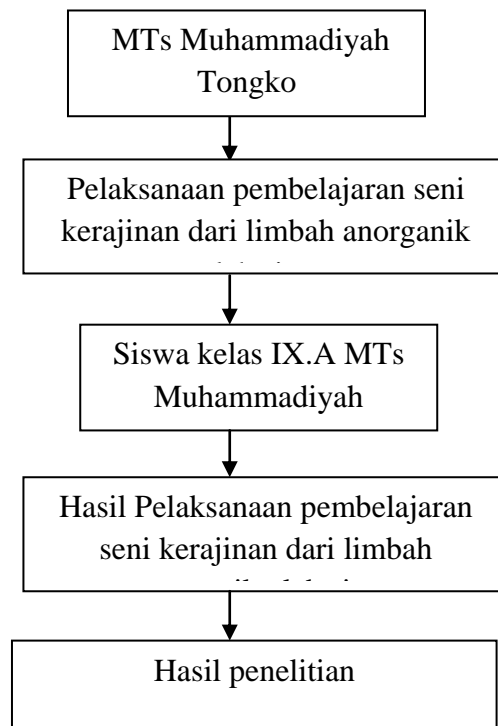 MTs Muhammadiyah
Tongko
Pelaksanaan pembelajaran seni
kerajinan dari limbah anorganik
Siswa kelas IX.A MTs
Muhammadiyah
Hasil Pelaksanaan pembelajaran
seni kerajinan dari limbah
Hasil penelitian